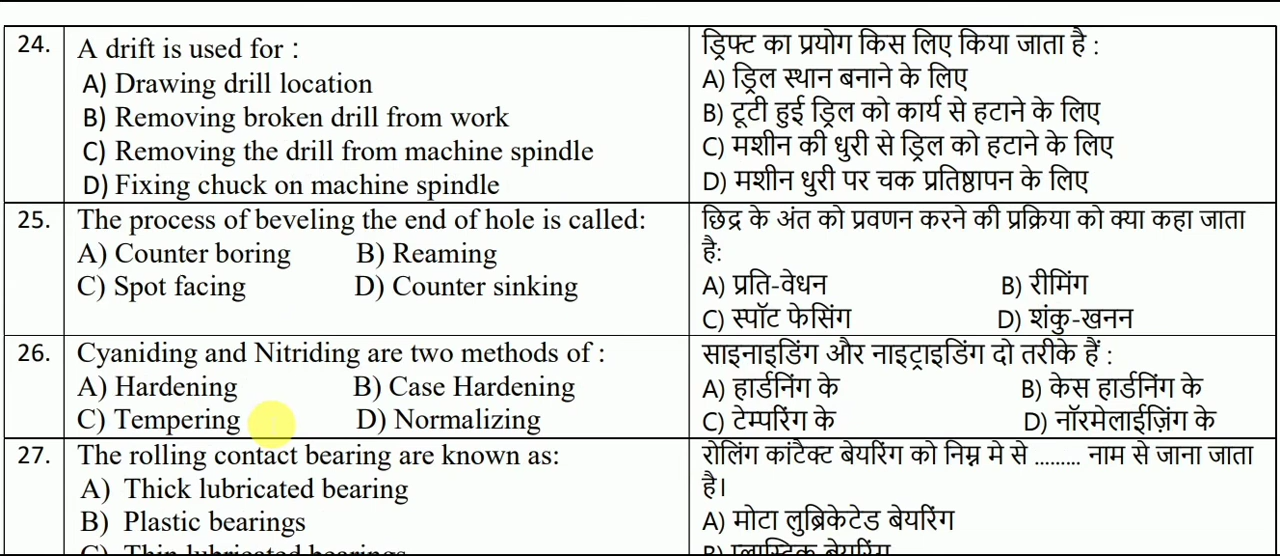 24.
A drift is used for :
A) Drawing drill location
B) Removing broken drill from work
C) Removing the drill from machine spindle
D) Fixing chuck on machine spindle
ड्रिफ्ट का प्रयोग किस लिए किया जाता है :
A) ड्रिल स्थान बनाने के लिए
B) टूटी हुई ड्रिल को कार्य से हटाने के लिए
C) मशीन की धुरी से ड्रिल को हटाने के लिए
D) मशीन धुरी पर चक प्रतिष्ठापन के लिए
25.
The process of beveling the end of hole is called:
A) Counter boring B) Reaming
C) Spot facing D) Counter sinking
छिद्र के अंत को प्रवणन करने की प्रक्रिया को क्या कहा जाता
है:
A) प्रति-वेधन B) रीमिंग
C) स्पॉट फेसिंग D) शंकु-खनन
26.
Cyaniding and Nitriding are two methods of :
A) Hardening B) Case Hardening
C) Tempering D) Normalizing
साइनाइडिंग और नाइट्राइडिंग दो तरीके हैं :
A) हार्डनिंग के B) केस हार्डनिंग के
C) टेम्परिंग के D) नॉरमेलाईज़िंग के
27.
The rolling contact bearing are known as:
A) Thick lubricated bearing
B) Plastic bearings
C) Thin lubricated bearings
रोलिंग कांटैक्ट बेयरिंग को निम्न मे से ......... नाम से जाना जाता
है।
A) मोटा लुब्रिकेटेड बेयरिंग
B) प्लास्टिक बेयरिंग